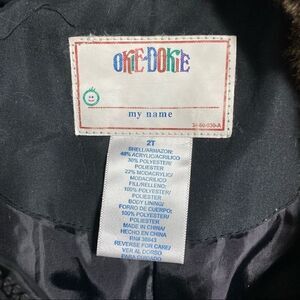 OKIE·DOKIE
my name
2T
SHELL/ARMAZON:
48% ACRYLIC/ACRILICO
30% POLYESTER/
POLIESTER
22% MODACRYLIC/
MODACRILICO
FILL/RELLENO:
100% POLYESTER/
POLIESTER
BODY LINING/
FORRO DE CUERPO:
100% POLYESTER/
POLIESTER
MADE IN CHINA/
HECHO EN CHINA
RN# 38643
REVERSE FOR CARE/
VER AL DORSO
PARA CUIDADO